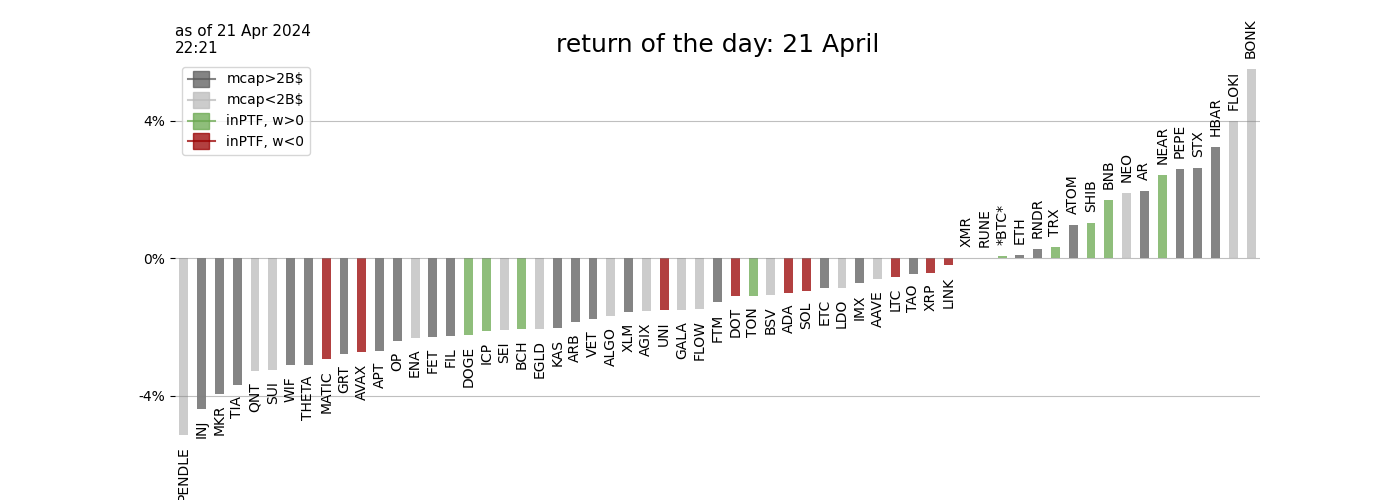 as of 21 Apr 2024
22:21
return of the day: 21 April
mcap>2B$
mcap<2B$
inPTF, w>0
inPTF, w<0
4%
0%
-4%
PENDLE
INJ
MKR
TIA
QNT
SUI
WIF
THETA
MATIC
GRT
AVAX
APT
OP
ENA
FET
FIL
DOGE
ICP
SEI
BCH
EGLD
KAS
ARB
VET
ALGO
XLM
AGIX
UNI
GALA
FLOW
FTM
DOT
TON
BSV
ADA
SOL
ETC
LDO
IMX
AAVE
LTC
TAO
XRP
LINK
XMR
RUNE
*BTC*
ETH
RNDR
TRX
ATOM
SHIB
BNB
NEO
AR
NEAR
PEPE
STX
HBAR
FLOKI
BONK